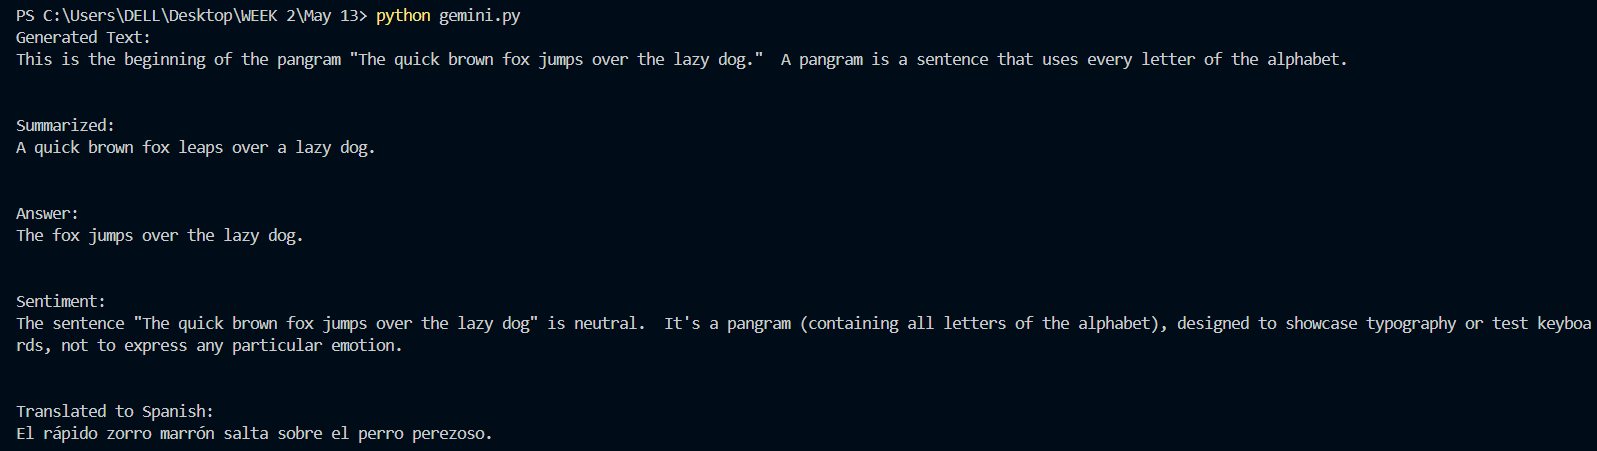 PS C:\Users\DELL\Desktop\WEEK 2\May 13> python gemini.py
Generated Text:
This is the beginning of the pangram "The quick brown fox jumps over the lazy dog."  A pangram is a sentence that uses every letter of the alphabet.
Summarized:
A quick brown fox leaps over a lazy dog.
Answer:
The fox jumps over the lazy dog.
Sentiment:
The sentence "The quick brown fox jumps over the lazy dog" is neutral.  It's a pangram (containing all letters of the alphabet), designed to showcase typography or test keyboa
rds, not to express any particular emotion.
Translated to Spanish:
El rápido zorro marrón salta sobre el perro perezoso.